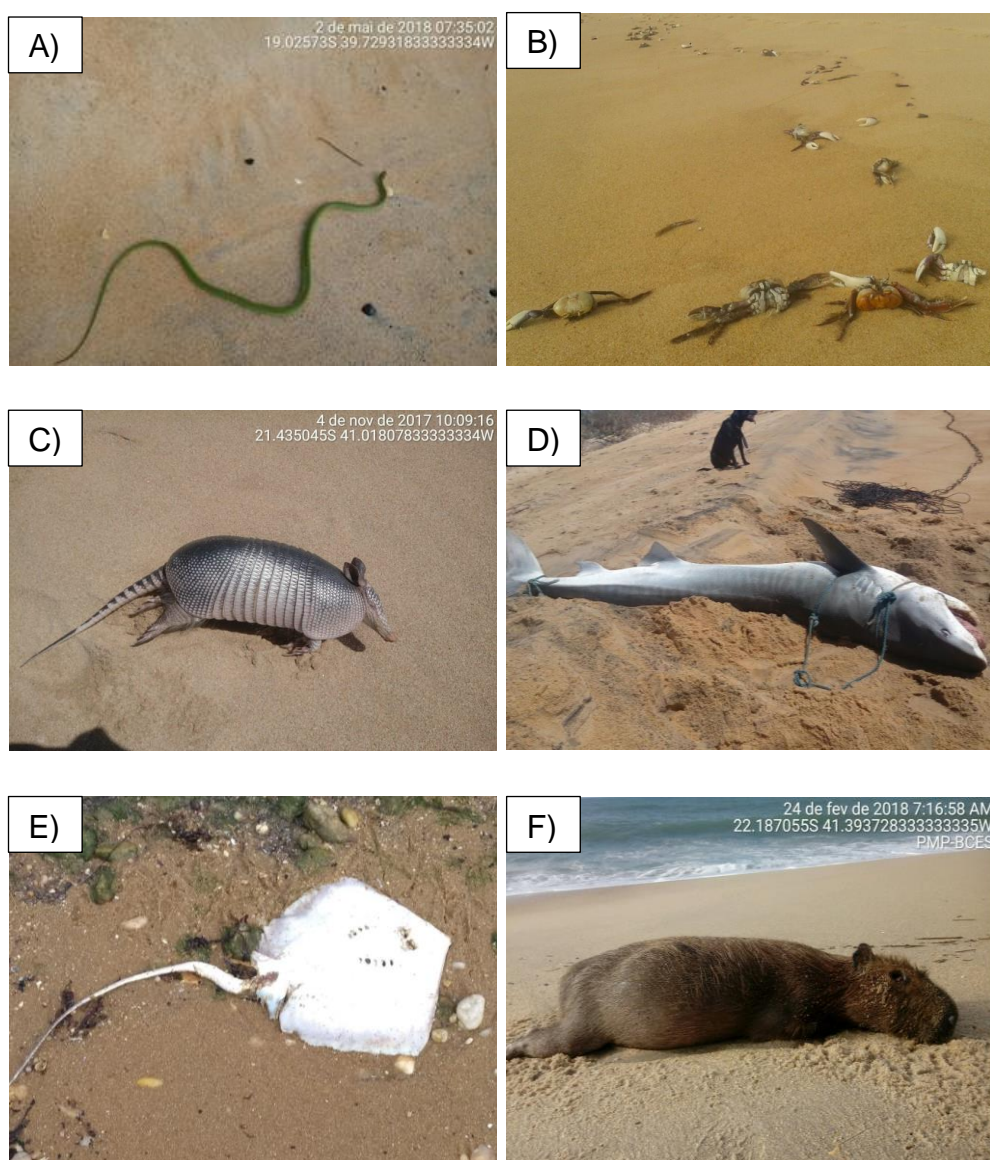 A)
2 de mai de 2018 07:35:02
19.02573S 39.72931833333334W
B)
C)
4 de nov de 2017 10:09:16
21.435045S 41.01807833333334W
D)
E)
F)
24 de fev de 2018 7:16:58 AM
22.187055S 41.393728333333335W
PMP-BCES